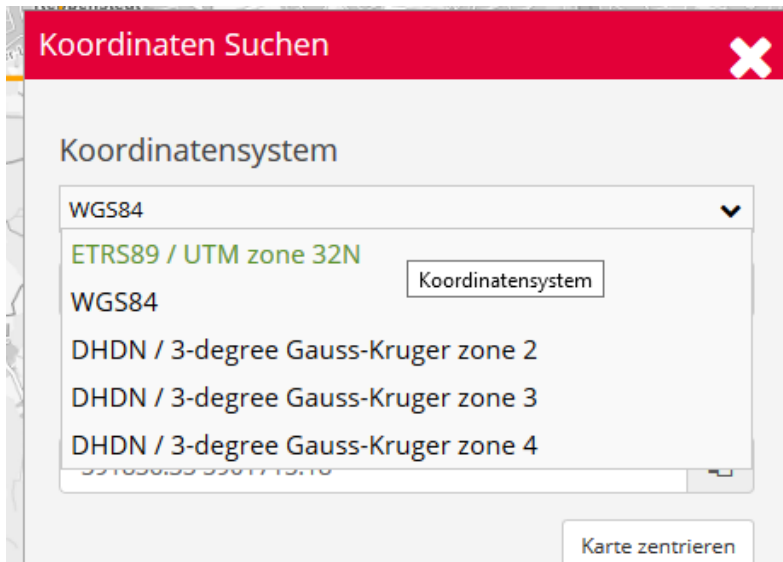 Koordinaten Suchen
Koordinatensystem
WGS84
ETRS89 / UTM zone 32N
Koordinatensystem
WGS84
DHDN / 3-degree Gauss-Kruger zone 2
DHDN / 3-degree Gauss-Kruger zone 3
DHDN / 3-degree Gauss-Kruger zone 4
Karte zentrieren